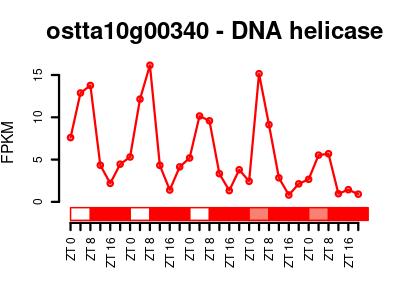 ostta10g00340 - DNA helicase
FPKM
15
10
5
0
ZT 0
ZT 8
ZT 16
ZT 0
ZT 8
ZT 16
ZT 0
ZT 8
ZT 16
ZT 0
ZT 8
ZT 16
ZT 0
ZT 8
ZT 16